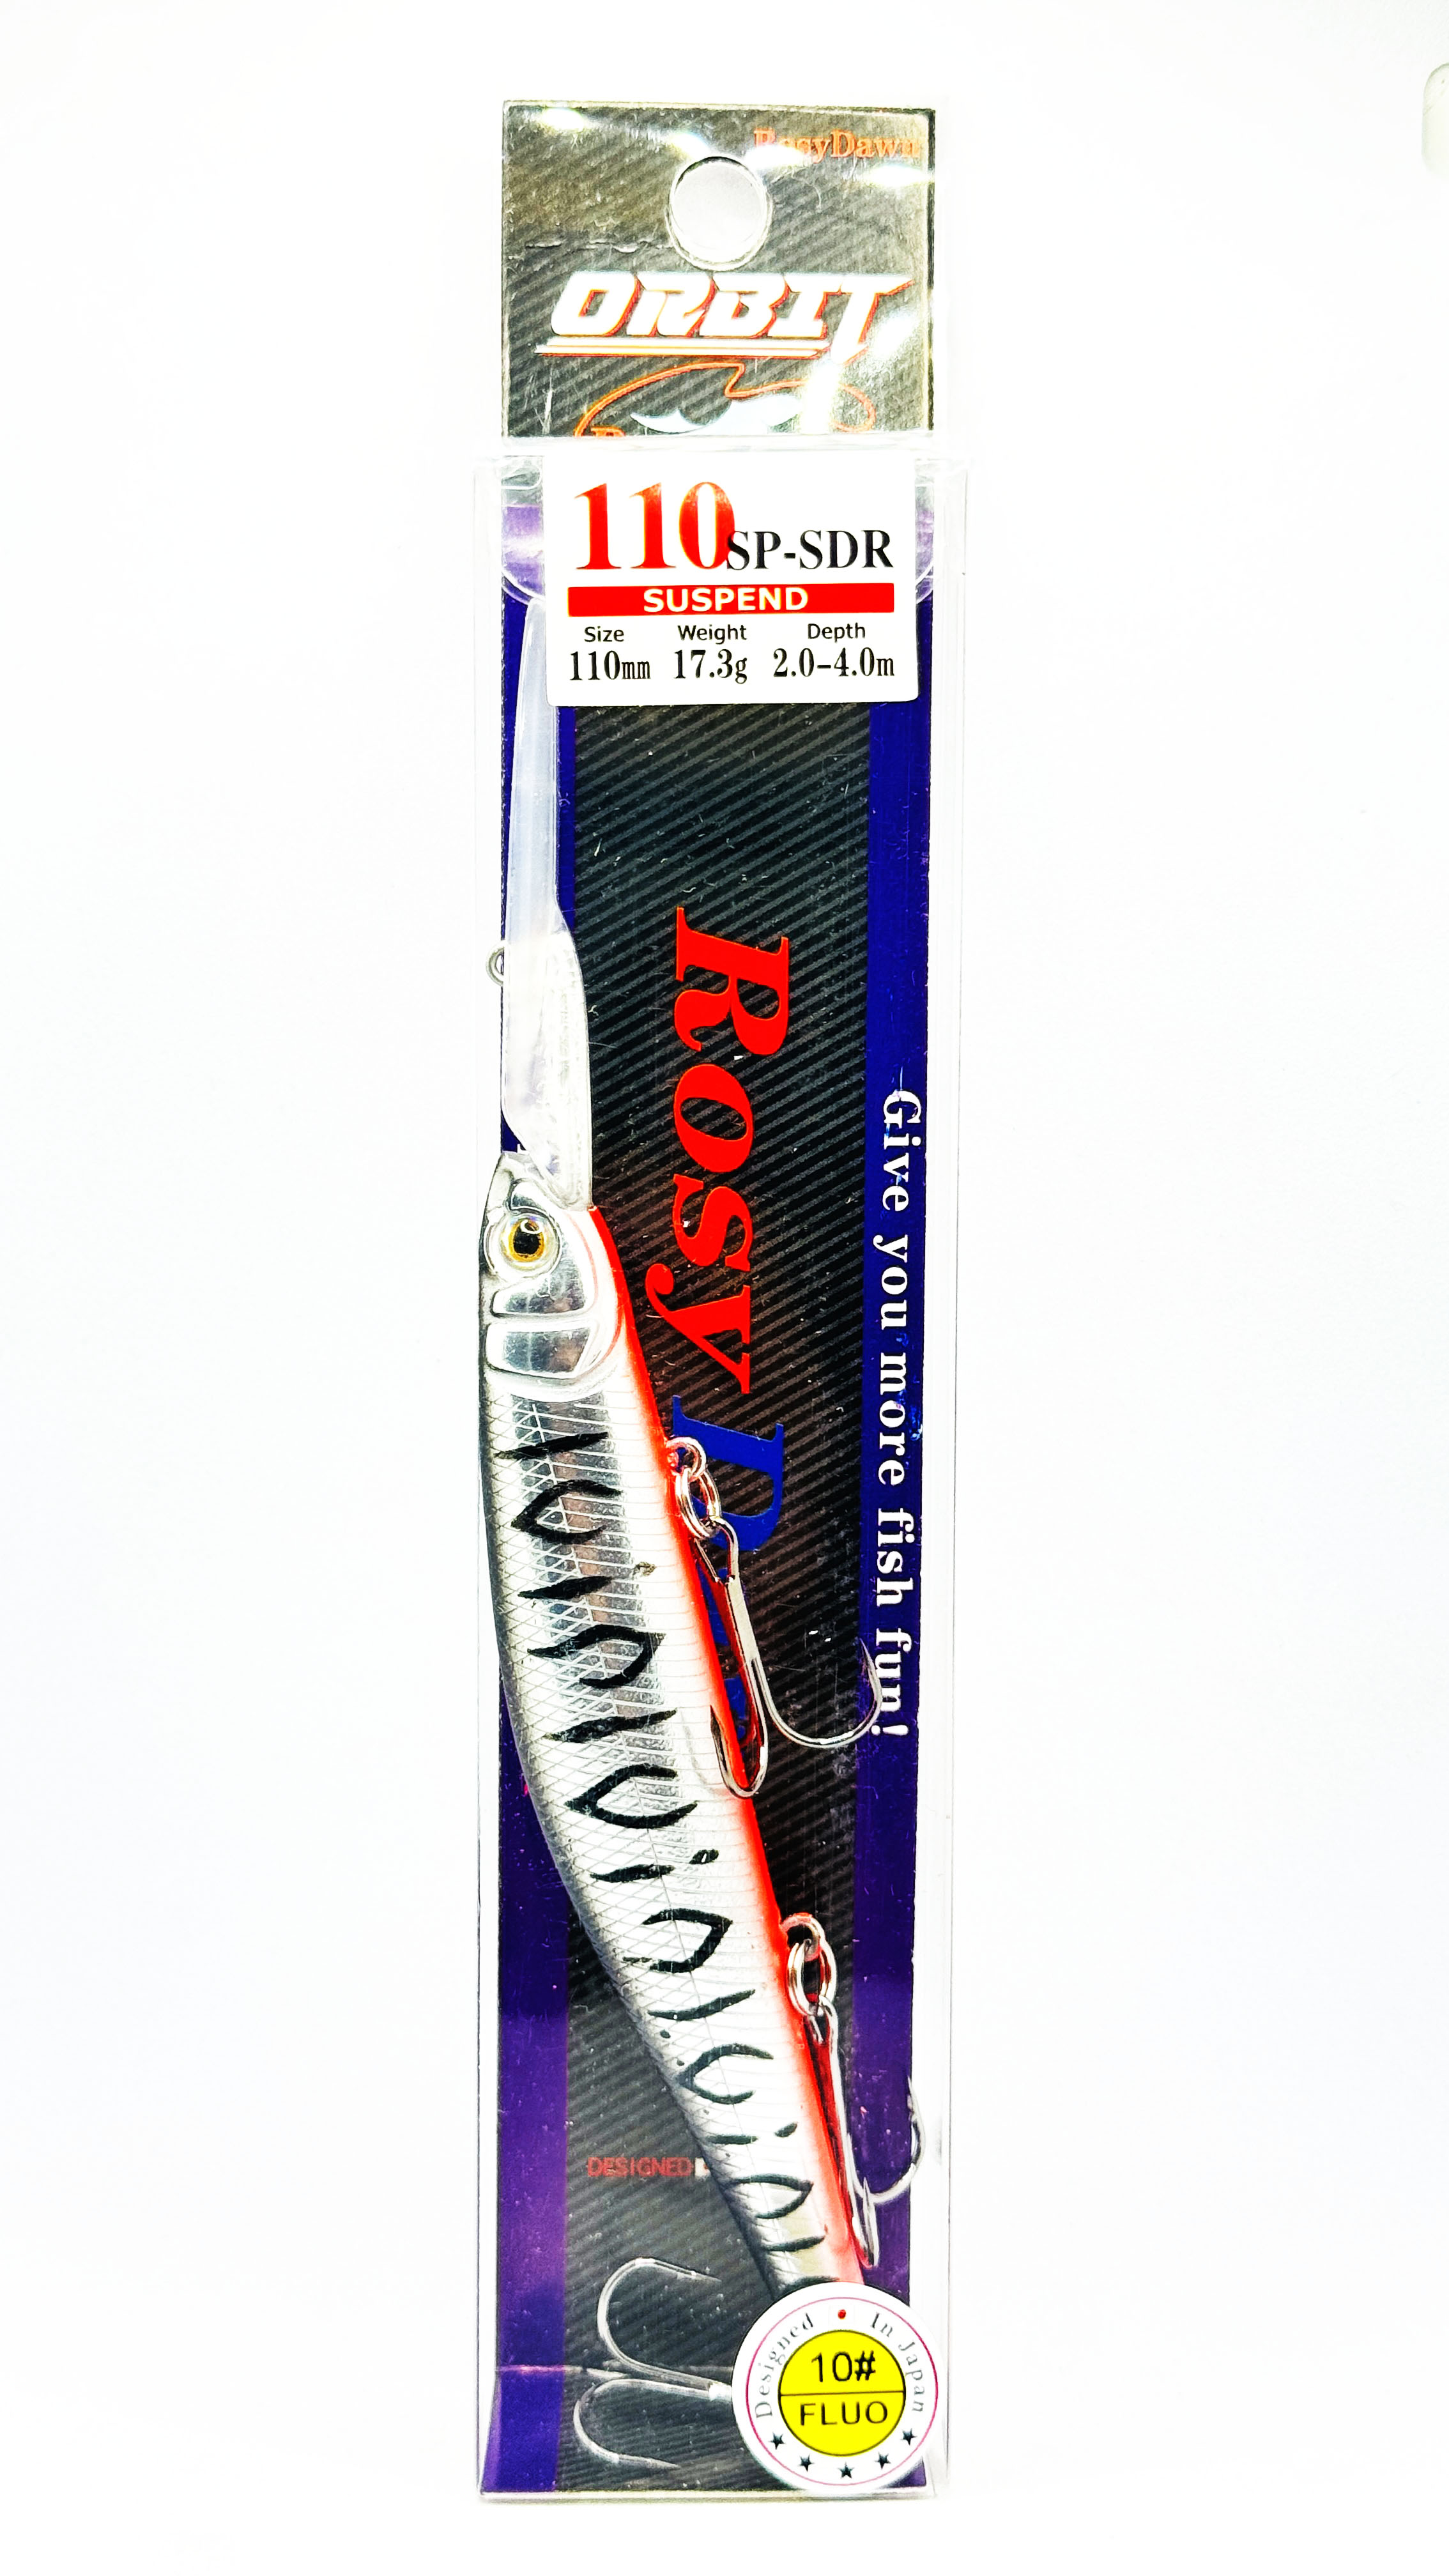 RosyDawn
ORBIT
110SP-SDR
SUSPEND
Size Weight Depth
110mm 17.3g 2.0-4.0m
Rosy D
Give you more fish fun!
DESIGNED
Designed In Japan
10#
FLUO